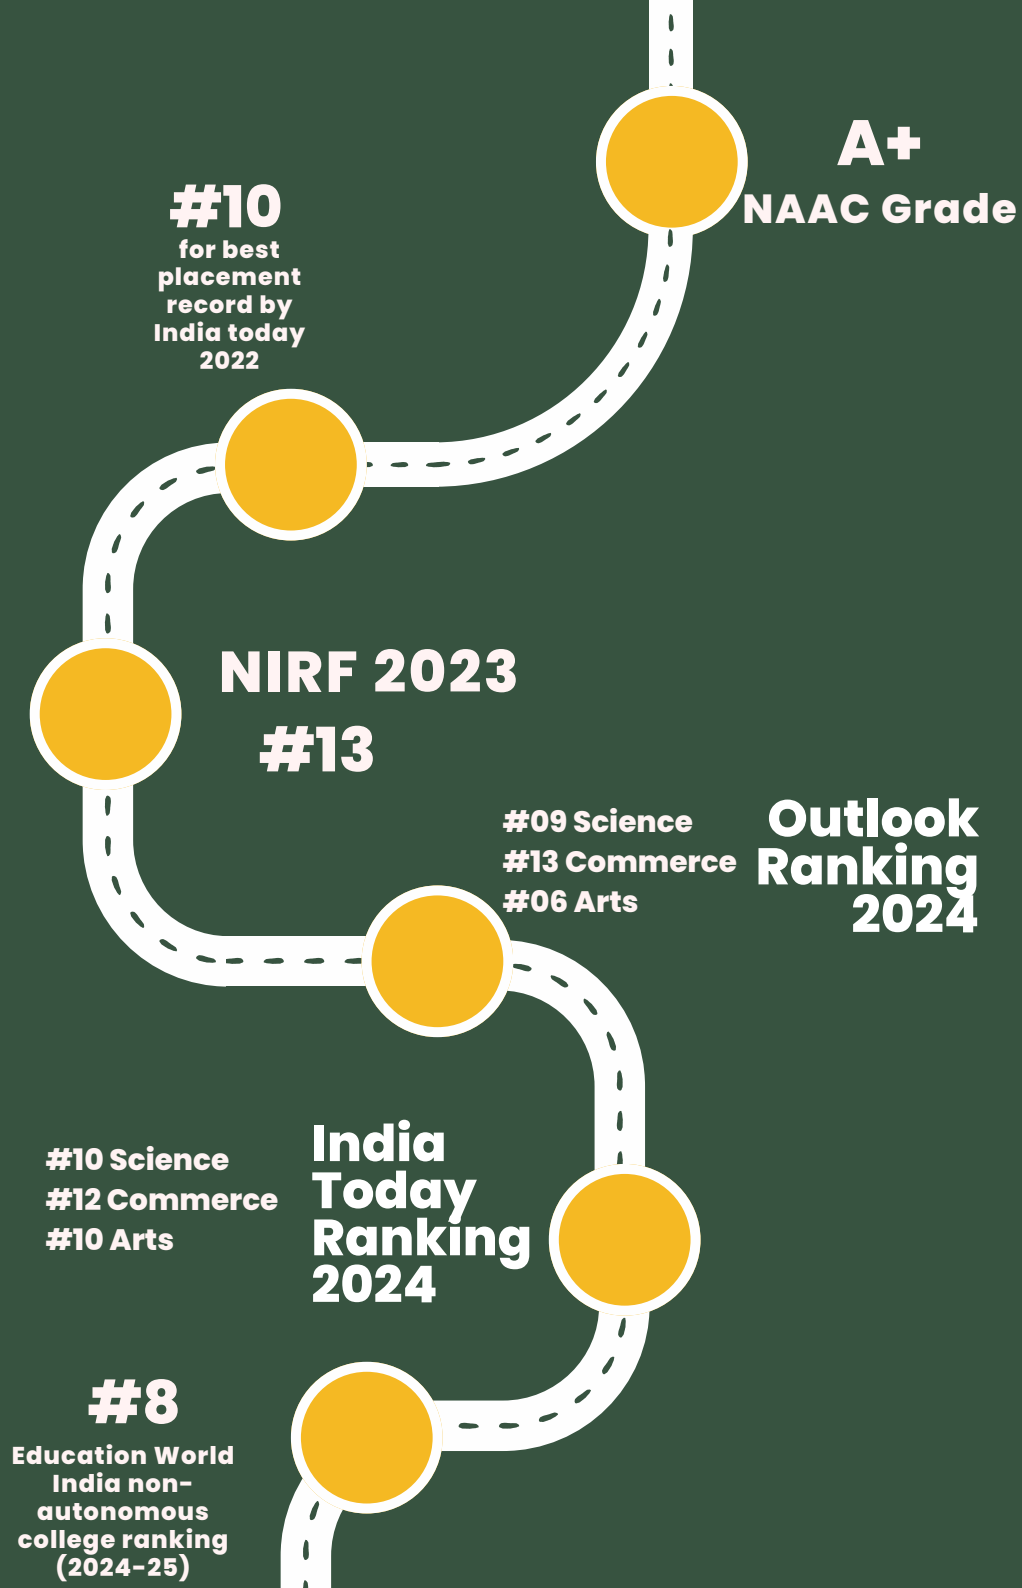 A+
NAAC Grade
#10
for best
placement
record by
India today
2022
NIRF 2023
#13
#09 Science
#13 Commerce
#06 Arts
Outlook
Ranking
2024
#10 Science
#12 Commerce
#10 Arts
India
Today
Ranking
2024
#8
Education World
India non-
autonomous
college ranking
(2024-25)